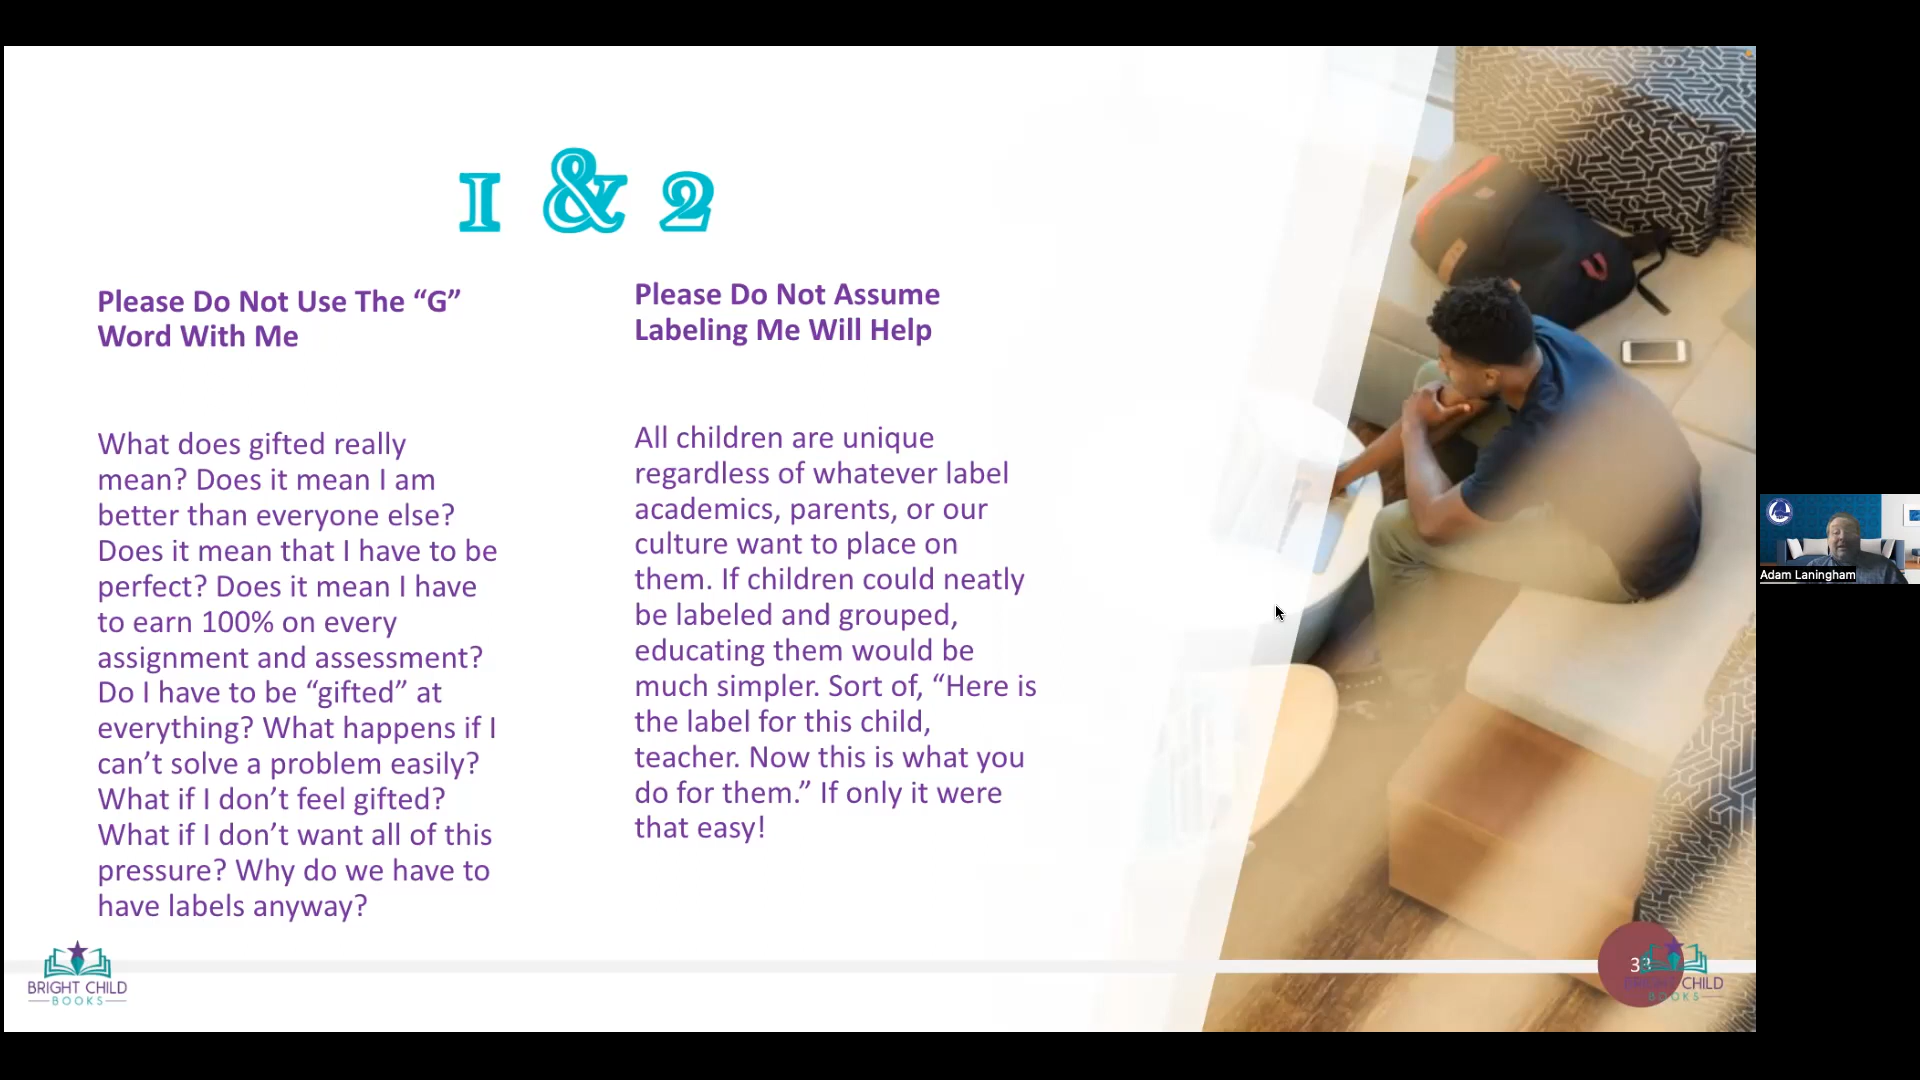 1 & 2
Please Do Not Use The “G”
Word With Me
What does gifted really
mean? Does it mean I am
better than everyone else?
Does it mean that I have to be
perfect? Does it mean I have
to earn 100% on every
assignment and assessment?
Do I have to be “gifted” at
everything? What happens if I
can’t solve a problem easily?
What if I don’t feel gifted?
What if I don’t want all of this
pressure? Why do we have to
have labels anyway?
Please Do Not Assume
Labeling Me Will Help
All children are unique
regardless of whatever label
academics, parents, or our
culture want to place on
them. If children could neatly
be labeled and grouped,
educating them would be
much simpler. Sort of, “Here is
the label for this child,
teacher. Now this is what you
do for them.” If only it were
that easy!
BRIGHT CHILD
BOOKS
BRIGHT CHILD
BOOKS
Adam Laningham